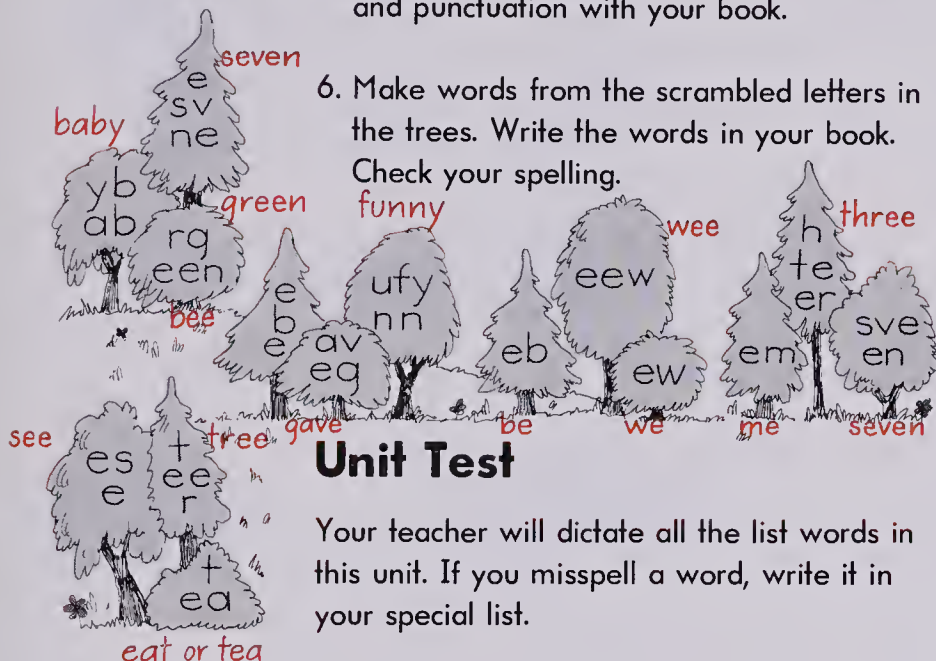 and punctuation with your book.
seven
e
sv
ne
6. Make words from the scrambled letters in
the trees. Write the words in your book.
Check your spelling.
baby
yb
ab
green
rg
een
bee
e
b
e
funny
ufy
nn
av
eg
gave
eb
be
wee
eew
ew
we
em
me
three
h
te
er
sve
en
seven
see
es
e
tree
t
ee
r
t
ea
eat or tea
Unit Test
Your teacher will dictate all the list words in
this unit. If you misspell a word, write it in
your special list.